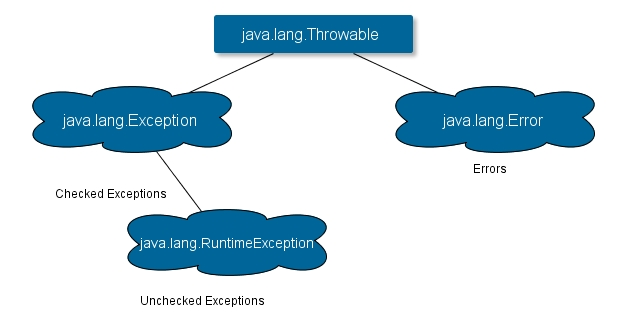 java.lang.Throwable
java.lang.Exception
java.lang.Error
Errors
Checked Exceptions
java.lang.RuntimeException
Unchecked Exceptions